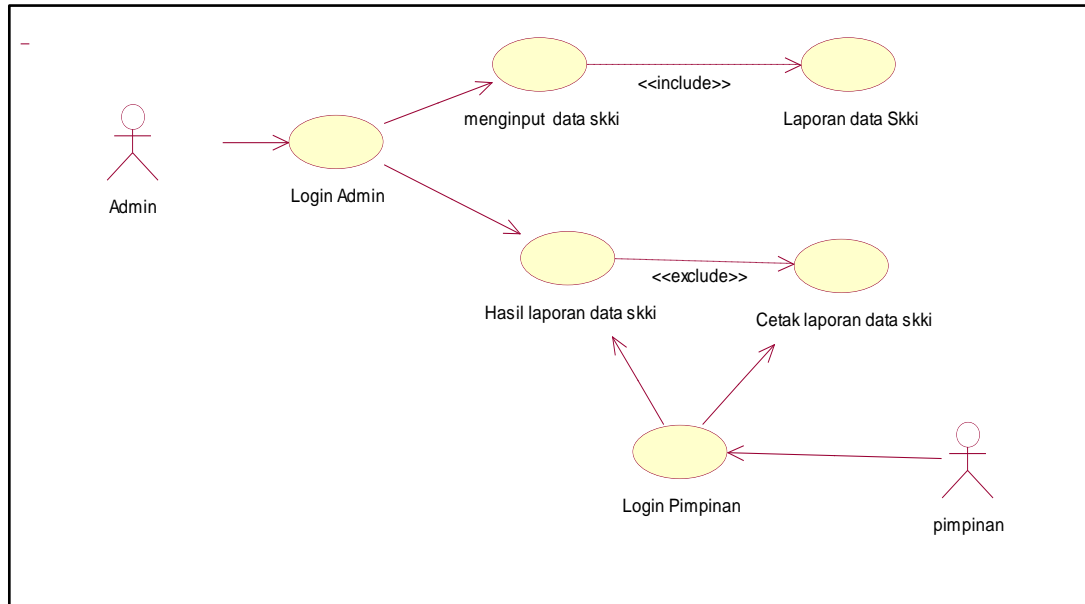 <<include>>
menginput data skki
Laporan data Skki
Login Admin
Admin
<<exclude>>
Hasil laporan data skki
Cetak laporan data skki
Login Pimpinan
pimpinan